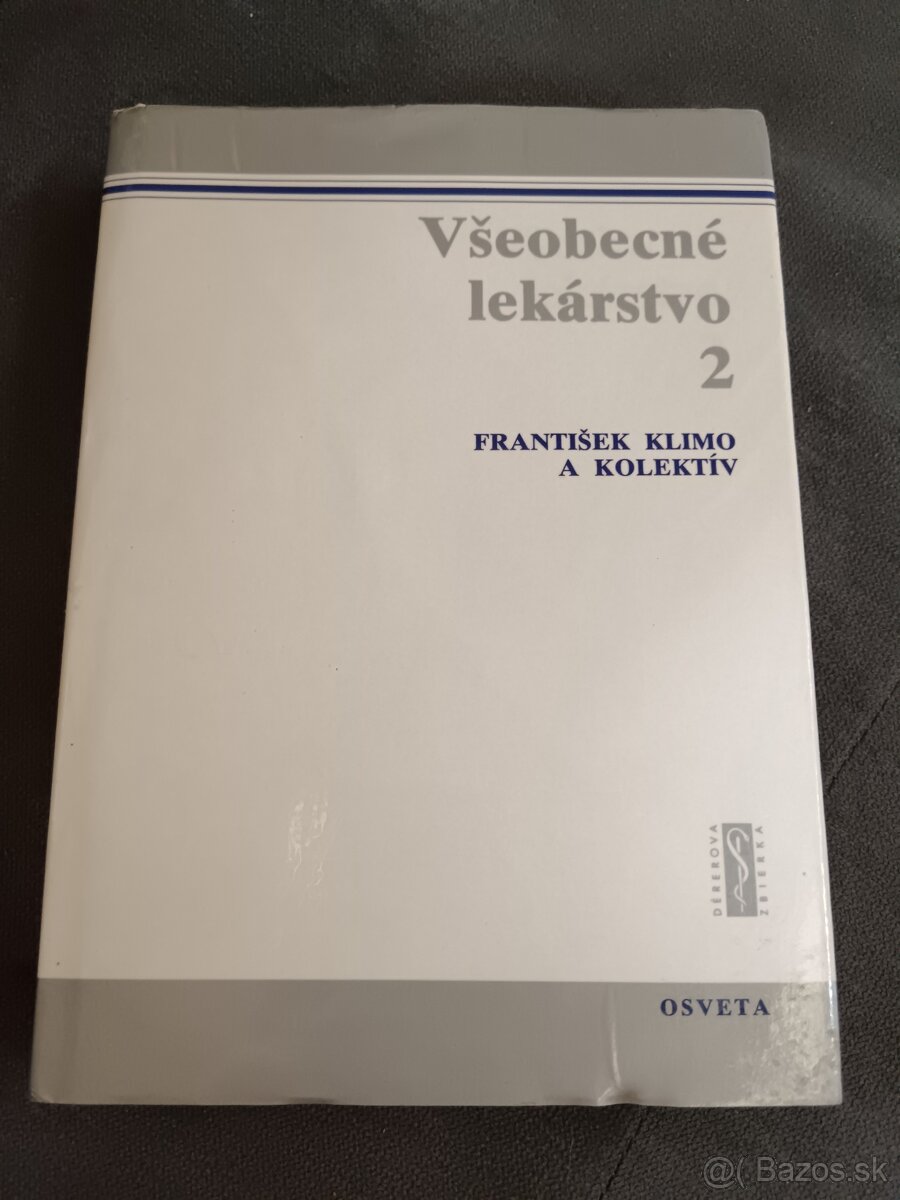 Všeobecné
lekárstvo
2
FRANTIŠEK KLIMO
A KOLEKTÍV
DÉREROVA
ZBIERKA
OSVETA
@( Bazos.sk